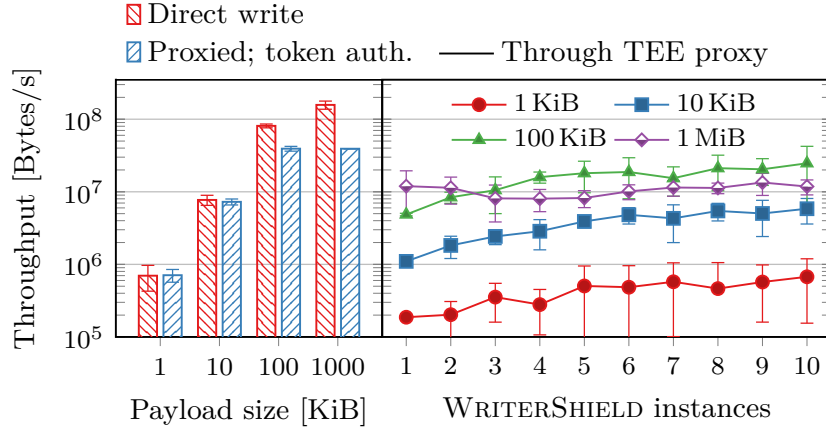 Direct write
Proxied; token auth. Through TEE proxy
Throughput [Bytes/s]
10^8
10^7
10^6
10^5
1 KiB 10 KiB
100 KiB 1 MiB
1 10 100 1000 1 2 3 4 5 6 7 8 9 10
Payload size [KiB] WRITERSHIELD instances